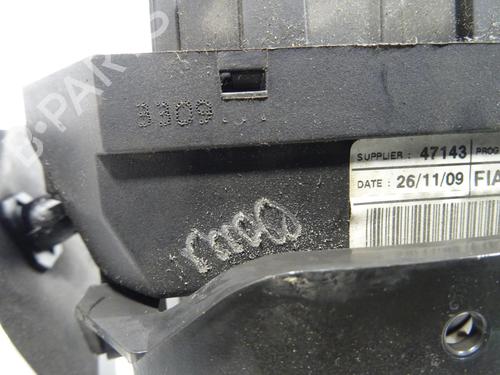 3309
SUPPLIER : 47143 PROG
DATE : 26/11/09 FIA
B-PARTS